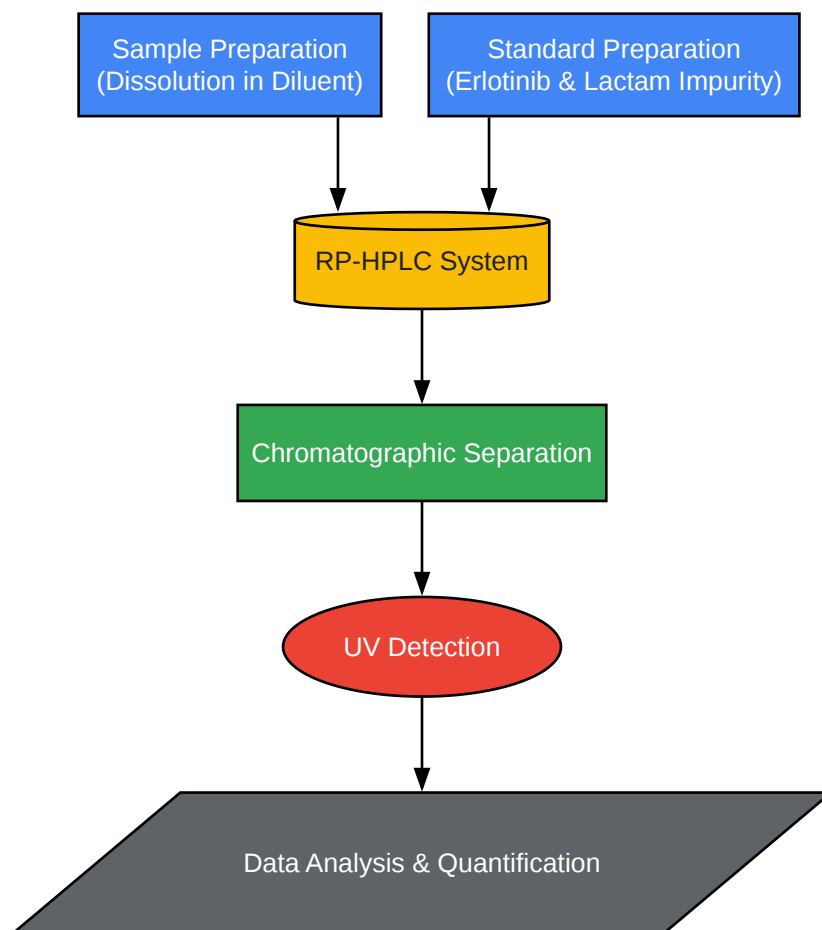 Sample Preparation
(Dissolution in Diluent)
Standard Preparation
(Erlotinib & Lactam Impurity)
RP-HPLC System
Chromatographic Separation
UV Detection
Data Analysis & Quantification